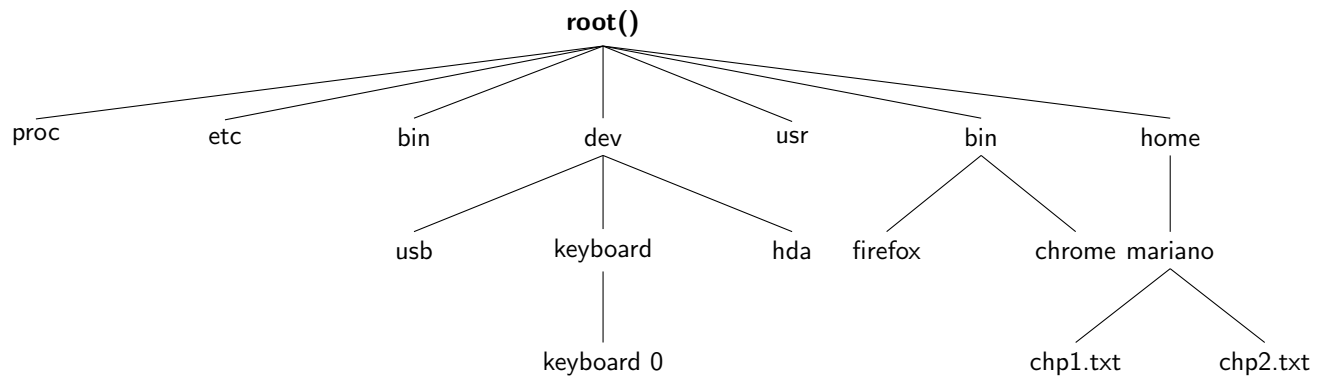 root()
proc etc bin dev usr bin home
usb keyboard hda firefox chrome mariano
keyboard 0 chp1.txt chp2.txt